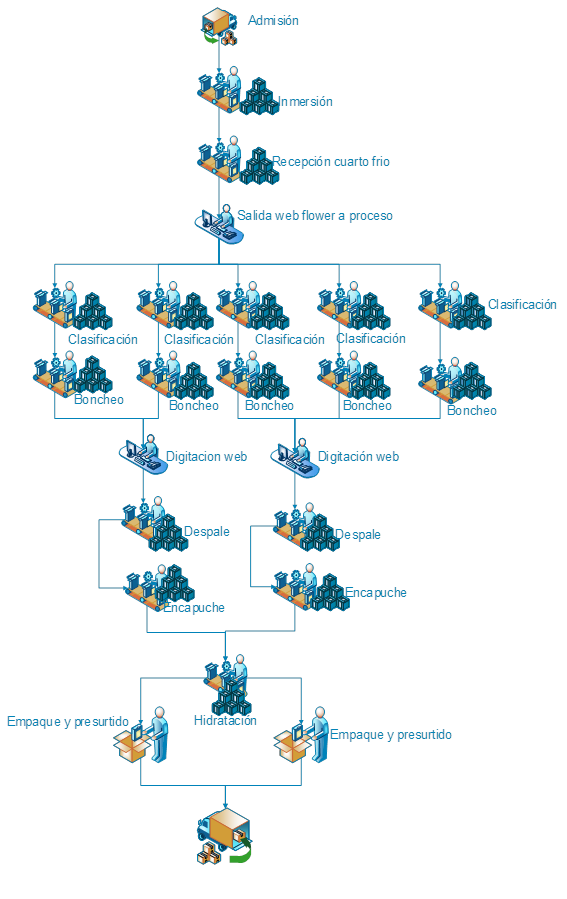 Admisión
Inmersión
Recepción cuarto frio
Salida web flower a proceso
Clasificación
Clasificación
Clasificación
Clasificación
Clasificación
Boncheo
Boncheo
Boncheo
Boncheo
Boncheo
Digitacion web
Digitación web
Despale
Despale
Encapuche
Encapuche
Hidratación
Empaque y presurtido
Empaque y presurtido